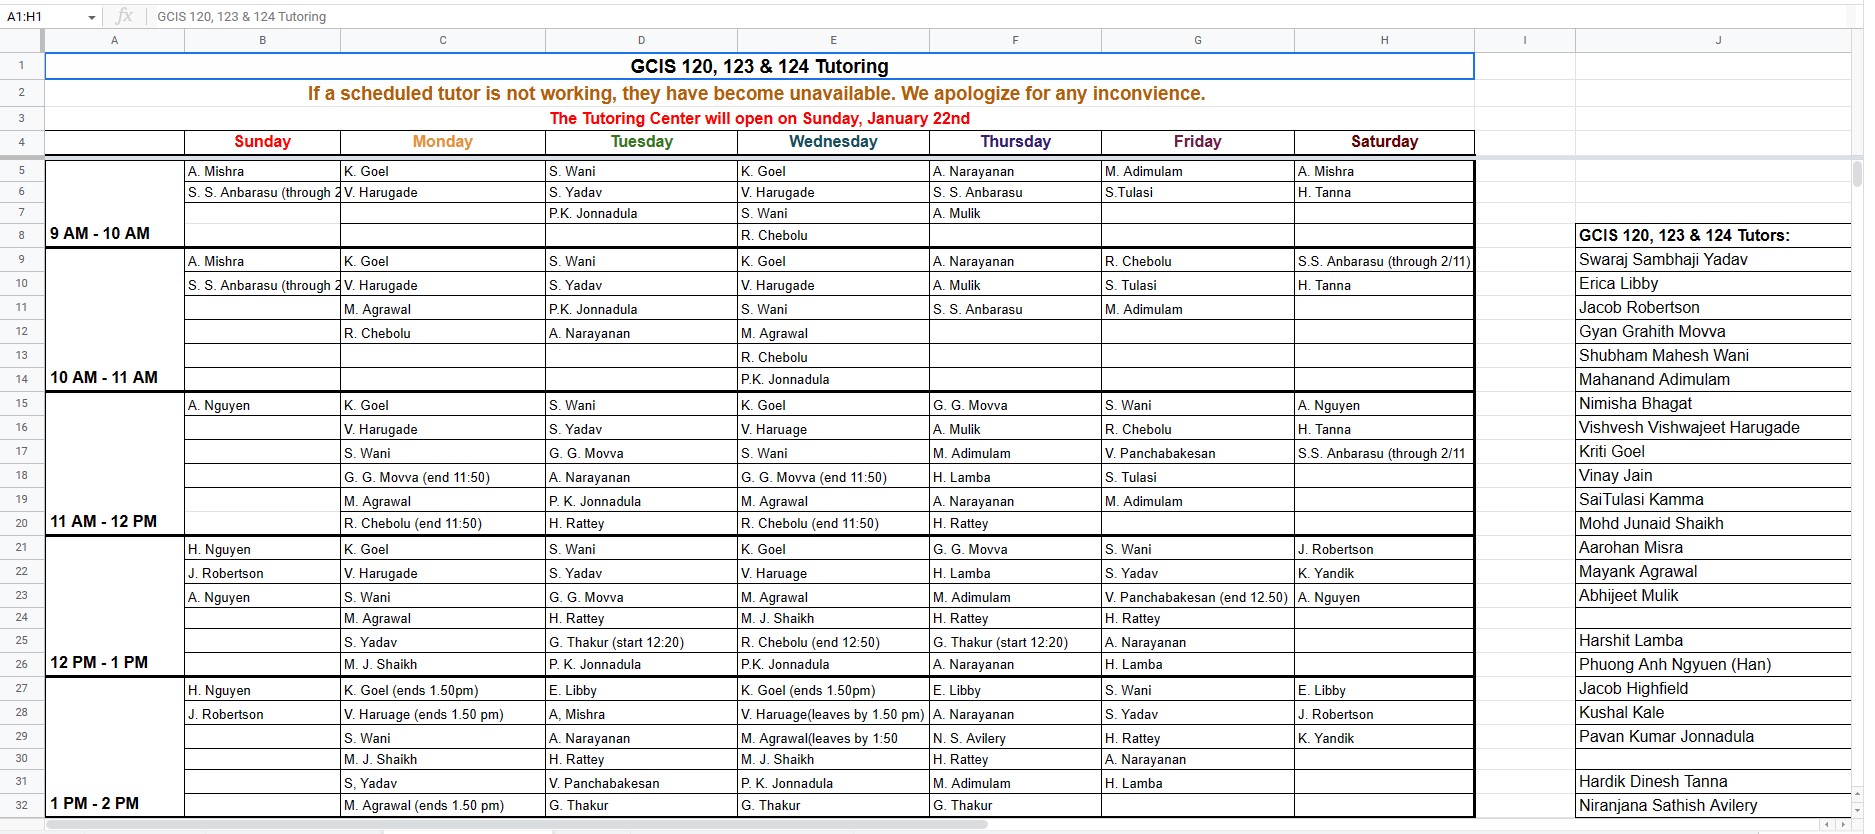 A1:H1 fx GCIS 120, 123 & 124 Tutoring
A B C D E F G H I J
1 GCIS 120, 123 & 124 Tutoring
2 If a scheduled tutor is not working, they have become unavailable. We apologize for any inconvience.
3 The Tutoring Center will open on Sunday, January 22nd
4 Sunday Monday Tuesday Wednesday Thursday Friday Saturday
5 A. Mishra K. Goel S. Wani K. Goel A. Narayanan M. Adimulam A. Mishra
6 S. S. Anbarasu (through 2 V. Harugade S. Yadav V. Harugade S. S. Anbarasu S.Tulasi H. Tanna
7 P.K. Jonnadula S. Wani A. Mulik
8 9 AM - 10 AM R. Chebolu GCIS 120, 123 & 124 Tutors:
9 A. Mishra K. Goel S. Wani K. Goel A. Narayanan R. Chebolu S.S. Anbarasu (through 2/11) Swaraj Sambhaji Yadav
10 S. S. Anbarasu (through 2 V. Harugade S. Yadav V. Harugade A. Mulik S. Tulasi H. Tanna Erica Libby
11 M. Agrawal P.K. Jonnadula S. Wani S. S. Anbarasu M. Adimulam Jacob Robertson
12 R. Chebolu A. Narayanan M. Agrawal Gyan Grahith Movva
13 R. Chebolu Shubham Mahesh Wani
14 10 AM - 11 AM P.K. Jonnadula Mahanand Adimulam
15 A. Nguyen K. Goel S. Wani K. Goel G. G. Movva S. Wani A. Nguyen Nimisha Bhagat
16 V. Harugade S. Yadav V. Haruage A. Mulik R. Chebolu H. Tanna Vishvesh Vishwajeet Harugade
17 S. Wani G. G. Movva S. Wani M. Adimulam V. Panchabakesan S.S. Anbarasu (through 2/11 Kriti Goel
18 G. G. Movva (end 11:50) A. Narayanan G. G. Movva (end 11:50) H. Lamba S. Tulasi Vinay Jain
19 M. Agrawal P. K. Jonnadula M. Agrawal A. Narayanan M. Adimulam SaiTulasi Kamma
20 11 AM - 12 PM R. Chebolu (end 11:50) H. Rattey R. Chebolu (end 11:50) H. Rattey Mohd Junaid Shaikh
21 H. Nguyen K. Goel S. Wani K. Goel G. G. Movva S. Wani J. Robertson Aarohan Misra
22 J. Robertson V. Harugade S. Yadav V. Haruage H. Lamba S. Yadav K. Yandik Mayank Agrawal
23 A. Nguyen S. Wani G. G. Movva M. Agrawal M. Adimulam V. Panchabakesan (end 12.50) A. Nguyen Abhijeet Mulik
24 M. Agrawal H. Rattey M. J. Shaikh H. Rattey H. Rattey
25 S. Yadav G. Thakur (start 12:20) R. Chebolu (end 12:50) G. Thakur (start 12:20) A. Narayanan Harshit Lamba
26 12 PM - 1 PM M. J. Shaikh P. K. Jonnadula P.K. Jonnadula A. Narayanan H. Lamba Phuong Anh Ngyuen (Han)
27 H. Nguyen K. Goel (ends 1.50pm) E. Libby K. Goel (ends 1.50pm) E. Libby S. Wani E. Libby Jacob Highfield
28 J. Robertson V. Haruage (ends 1.50 pm) A, Mishra V. Haruage(leaves by 1.50 pm) A. Narayanan S. Yadav J. Robertson Kushal Kale
29 S. Wani A. Narayanan M. Agrawal(leaves by 1:50 N. S. Avilery H. Rattey K. Yandik Pavan Kumar Jonnadula
30 M. J. Shaikh H. Rattey M. J. Shaikh H. Rattey A. Narayanan
31 S, Yadav V. Panchabakesan P. K. Jonnadula M. Adimulam H. Lamba Hardik Dinesh Tanna
32 1 PM - 2 PM M. Agrawal (ends 1.50 pm) G. Thakur G. Thakur G. Thakur Niranjana Sathish Avilery